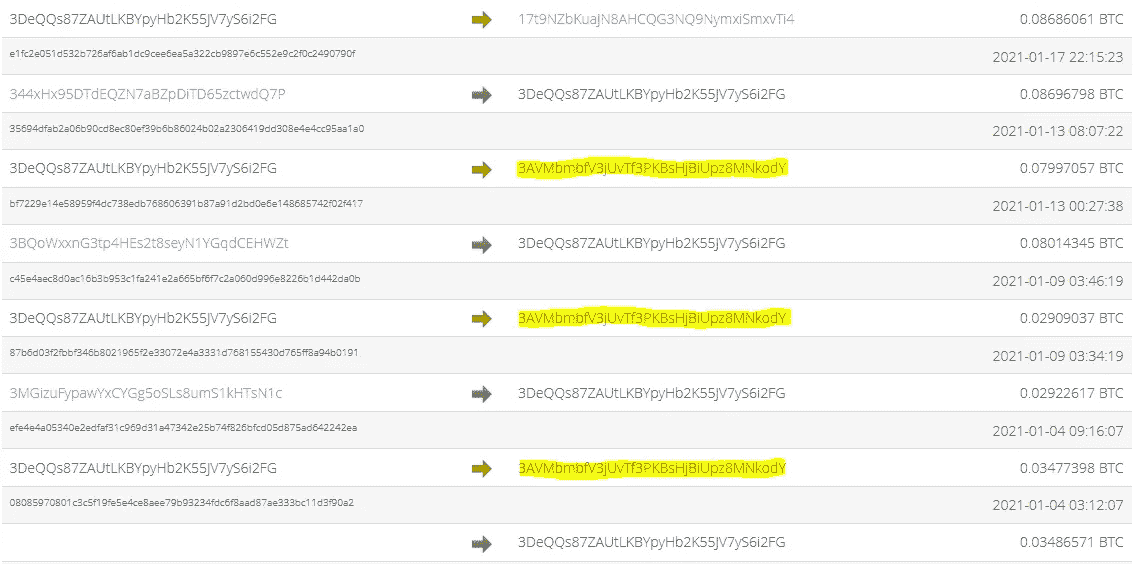 3DeQQs87ZAUtLKBYpyHb2K55JV7yS6i2FG 17t9NZbKuajN8AHCQG3NQ9NymxiSmxvTi4 0.08686061 BTC
e1fc2e051d532b726af6ab1dc9cee6ea5a322cb9897e6c552e9c2f0c2490790f 2021-01-17 22:15:23
344xHx95DTdEQZN7aBZpDiTD65zctwdQ7P 3DeQQs87ZAUtLKBYpyHb2K55JV7yS6i2FG 0.08696798 BTC
35694dfab2a06b90cd8ec80ef39b6b86024b02a2306419dd308e4e4cc95aa1a0 2021-01-13 08:07:22
3DeQQs87ZAUtLKBYpyHb2K55JV7yS6i2FG 3AVMbmbfV3jUvTf3PKBsHjBiUpz8MNkodY 0.07997057 BTC
bf7229e14e58959f4dc738edb768606391b87a91d2bd0e6e148685742f02f417 2021-01-13 00:27:38
3BQoWxxnG3tp4HEs2t8seyN1YGqdCEHWZt 3DeQQs87ZAUtLKBYpyHb2K55JV7yS6i2FG 0.08014345 BTC
c45e4aec8d0ac16b3b953c1fa241e2a665bf6f7c2a060d996e8226b1d442da0b 2021-01-09 03:46:19
3DeQQs87ZAUtLKBYpyHb2K55JV7yS6i2FG 3AVMbmbfV3jUvTf3PKBsHjBiUpz8MNkodY 0.02909037 BTC
87b6d03f2fbbf346b8021965f2e33072e4a3331d768155430d765ff8a94b0191 2021-01-09 03:34:19
3MGizuFypawYxCYGg5oSLs8umS1kHTsN1c 3DeQQs87ZAUtLKBYpyHb2K55JV7yS6i2FG 0.02922617 BTC
efe4e4a05340e2edfaf31c969d31a47342e25b74f826bfcd05d875ad642242ea 2021-01-04 09:16:07
3DeQQs87ZAUtLKBYpyHb2K55JV7yS6i2FG 3AVMbmbfV3jUvTf3PKBsHjBiUpz8MNkodY 0.03477398 BTC
08085970801c3c5f19fe5e4ce8aee79b93234fdc6f8aad87ae333bc11d3f90a2 2021-01-04 03:12:07
3DeQQs87ZAUtLKBYpyHb2K55JV7yS6i2FG 0.03486571 BTC